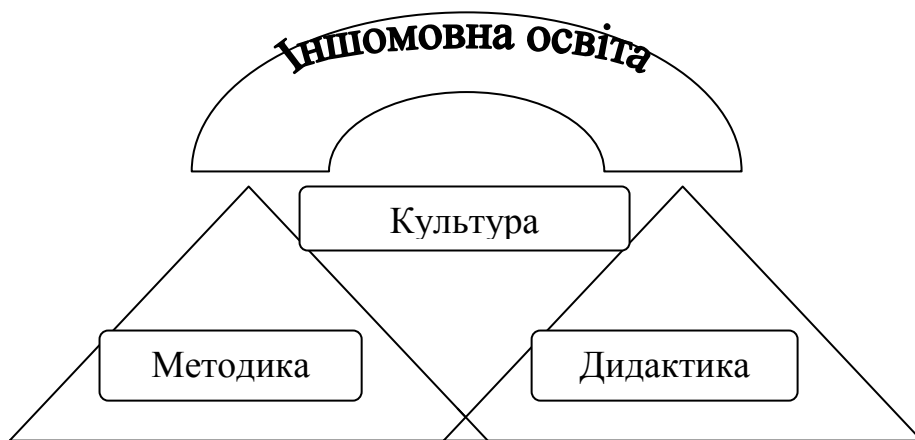 Іншомовна освіта
Культура
Методика
Дидактика